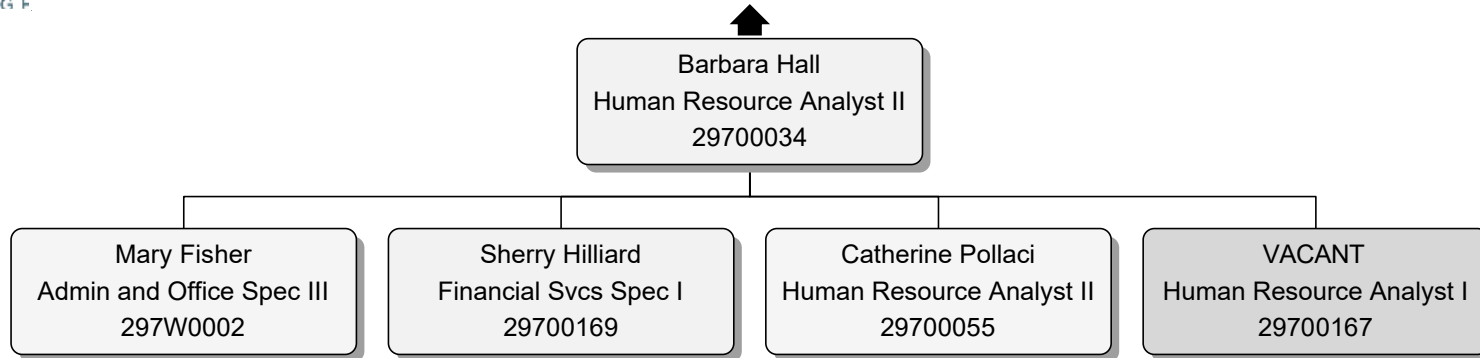 Barbara Hall
Human Resource Analyst II
29700034
Mary Fisher
Admin and Office Spec III
297W0002
Sherry Hilliard
Financial Svcs Spec I
29700169
Catherine Pollaci
Human Resource Analyst II
29700055
VACANT
Human Resource Analyst I
29700167